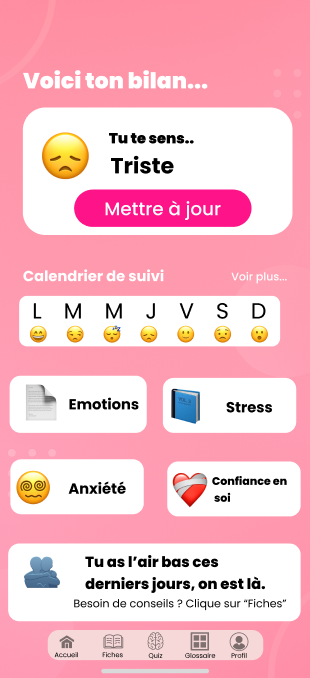 Voici ton bilan...
Tu te sens..
Triste
Mettre à jour
Calendrier de suivi
Voir plus...
L M M J V S D
Emotions
Stress
Anxiété
Confiance en
soi
Tu as l’air bas ces
derniers jours, on est là.
Besoin de conseils ? Clique sur “Fiches”
Accueil
Fiches
Quiz
Glossaire
Profil